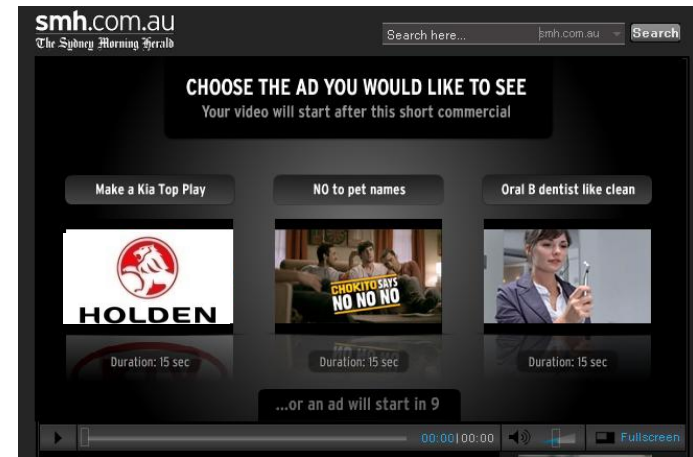 smh.com.au
The Sydney Morning Herald
Search here...
smh.com.au
Search
CHOOSE THE AD YOU WOULD LIKE TO SEE
Your video will start after this short commercial
Make a Kia Top Play
NO to pet names
Oral B dentist like clean
HOLDEN
CHOKITO SAYS
NO NO NO
Duration: 15 sec
Duration: 15 sec
Duration: 15 sec
...or an ad will start in 9
00:00|00:00
Fullscreen